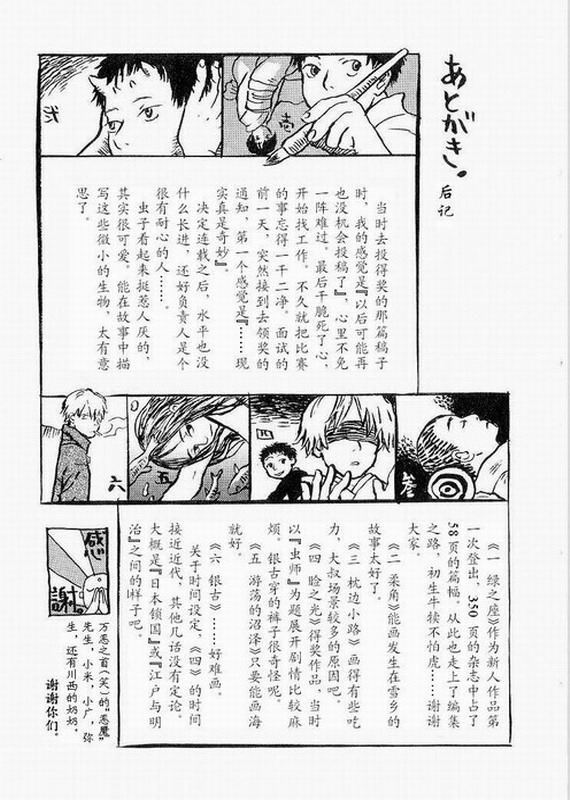 あとがき。
后记
壱
弐
当时去投得奖的那篇稿子
时，我的感觉是『以后可能再
也没机会投稿了』，心里不免
一阵难过。最后干脆死了心，
开始找工作。不久就把比赛
的事忘得一干二净。面试的
前一天，突然接到去领奖的
通知，第一个感觉是『……现
实真是奇妙』。
决定连载之后，水平也没
什么长进，还好负责人是个
很有耐心的人……。
虫子看起来挺惹人厌的，
其实很可爱。能在故事中描
写这些微小的生物，太有意
思了。
参
四
五
六
《一 绿之座》作为新人作品第
一次登出，350 页的杂志中占了
58 页的篇幅。从此也走上了编集
之路，初生牛犊不怕虎……谢谢
大家。
《二 柔角》能画发生在雪乡的
故事太好了。
《三 枕边小路》画得有些吃
力，大叔场景较多的原因吧。
《四 睑之光》得奖作品，当时
以『虫师』为题展开剧情比较麻
烦。银古穿的裤子很奇怪呢。
《五 游荡的沼泽》只要能画海
就好。
《六 银古》……好难画。
关于时间设定，《四》的时间
接近近代，其他几话没有定论。
大概是『日本锁国』或『江户与明
治』之间的样子吧。
感
謝。
万恶之首(笑)的"恶魔"
先生，小米，小广，弥
生，还有川西的奶奶。
谢谢你们。